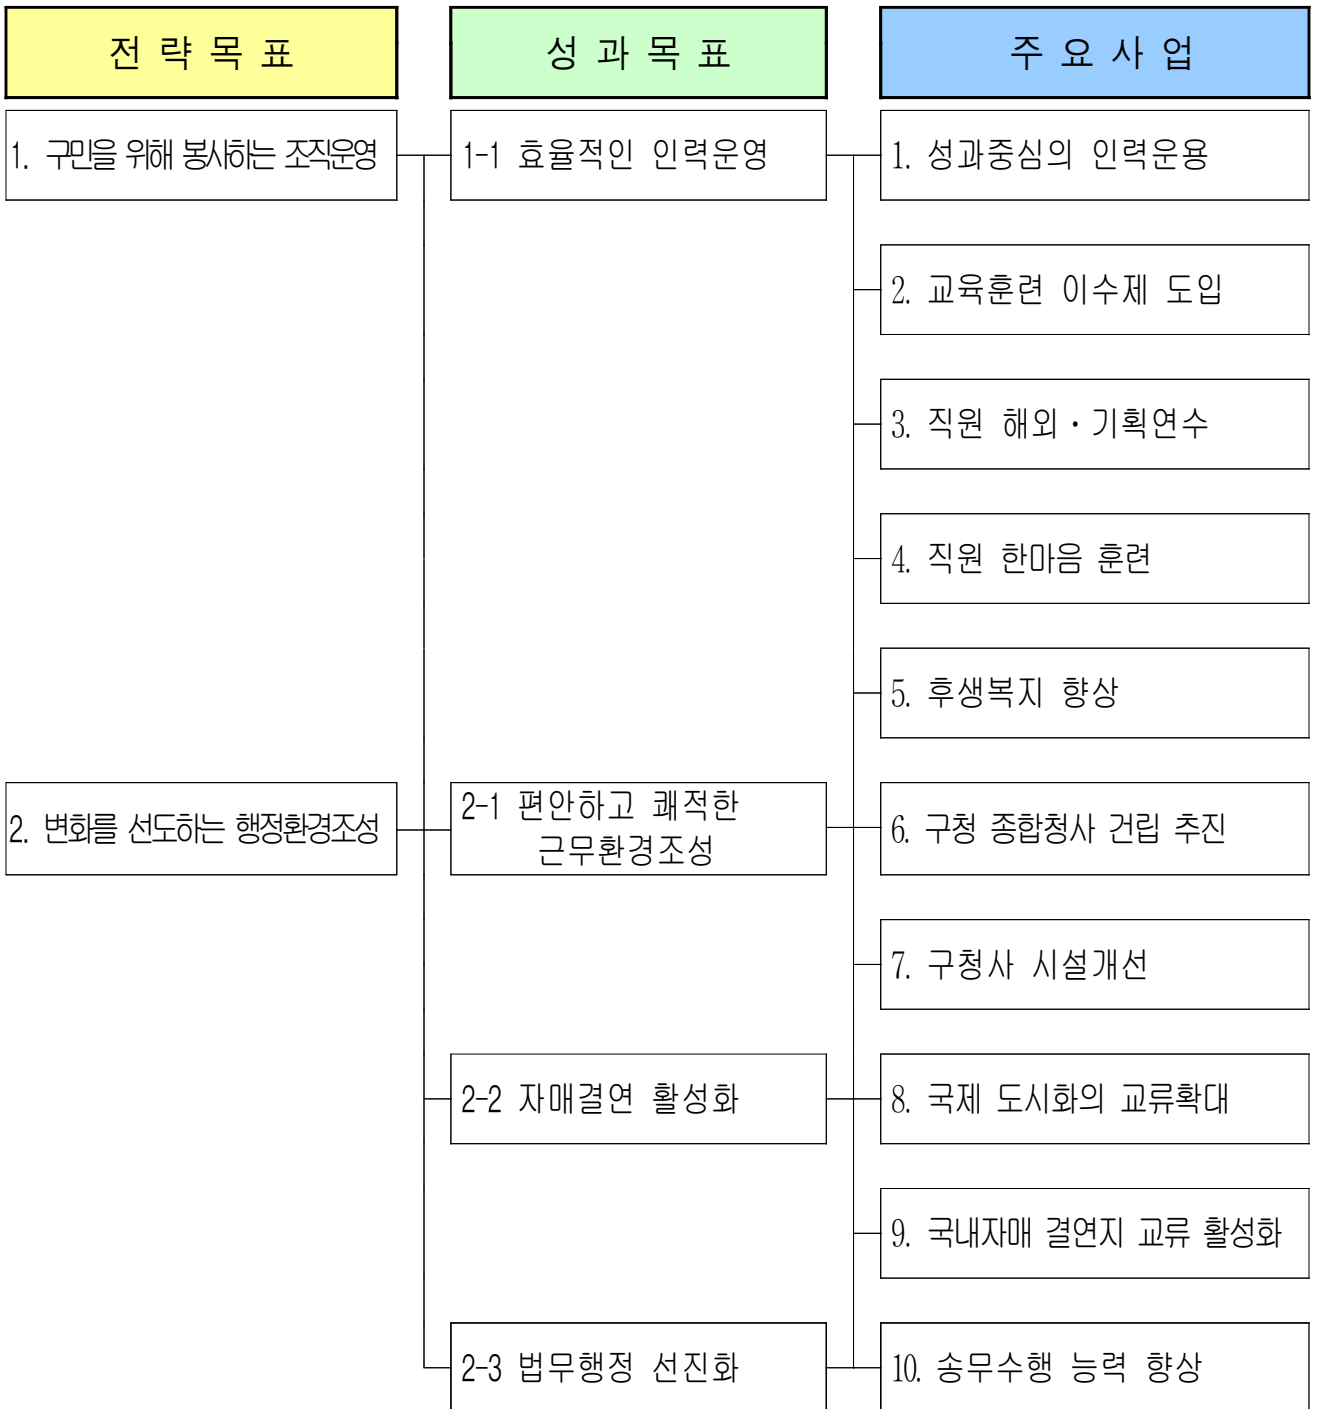 전 략 목 표
성 과 목 표
주 요 사 업
1. 구민을 위해 봉사하는 조직운영
1-1 효율적인 인력운영
1. 성과중심의 인력운용
2. 교육훈련 이수제 도입
3. 직원 해외·기획연수
4. 직원 한마음 훈련
5. 후생복지 향상
2. 변화를 선도하는 행정환경조성
2-1 편안하고 쾌적한
근무환경조성
6. 구청 종합청사 건립 추진
7. 구청사 시설개선
2-2 자매결연 활성화
8. 국제 도시화의 교류확대
9. 국내자매 결연지 교류 활성화
2-3 법무행정 선진화
10. 송무수행 능력 향상